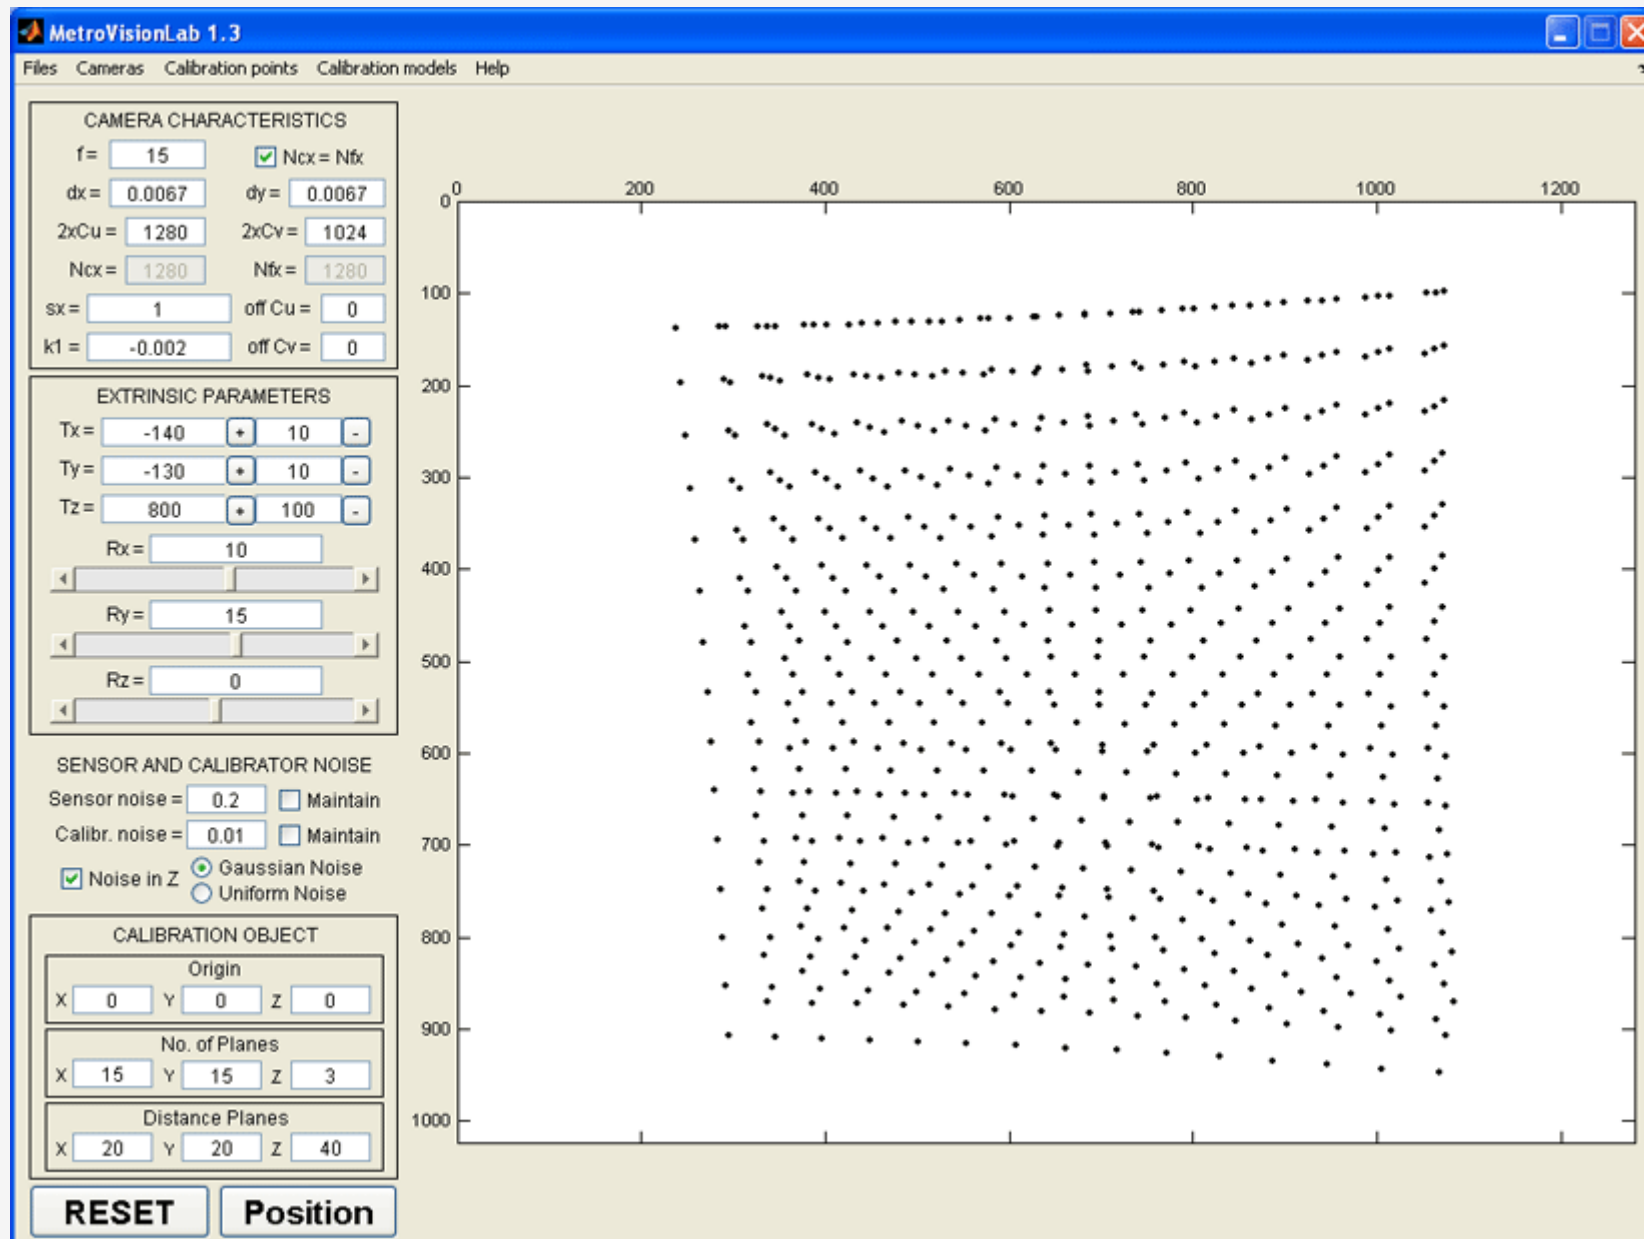 MetroVisionLab 1.3
Files Cameras Calibration points Calibration models Help
CAMERA CHARACTERISTICS
f= 15 Ncx = Nfx
dx = 0.0067 dy = 0.0067
2xCu = 1280 2xCv = 1024
Ncx = 1280 Nfx = 1280
sx = 1 off Cu = 0
k1 = -0.002 off Cv = 0
EXTRINSIC PARAMETERS
Tx = -140 + 10 -
Ty = -130 + 10 -
Tz = 800 + 100 -
Rx = 10
Ry = 15
Rz = 0
SENSOR AND CALIBRATOR NOISE
Sensor noise = 0.2 Maintain
Calibr. noise = 0.01 Maintain
Noise in Z Gaussian Noise
Uniform Noise
CALIBRATION OBJECT
Origin
X 0 Y 0 Z 0
No. of Planes
X 15 Y 15 Z 3
Distance Planes
X 20 Y 20 Z 40
RESET Position
0 200 400 600 800 1000 1200
0
100
200
300
400
500
600
700
800
900
1000